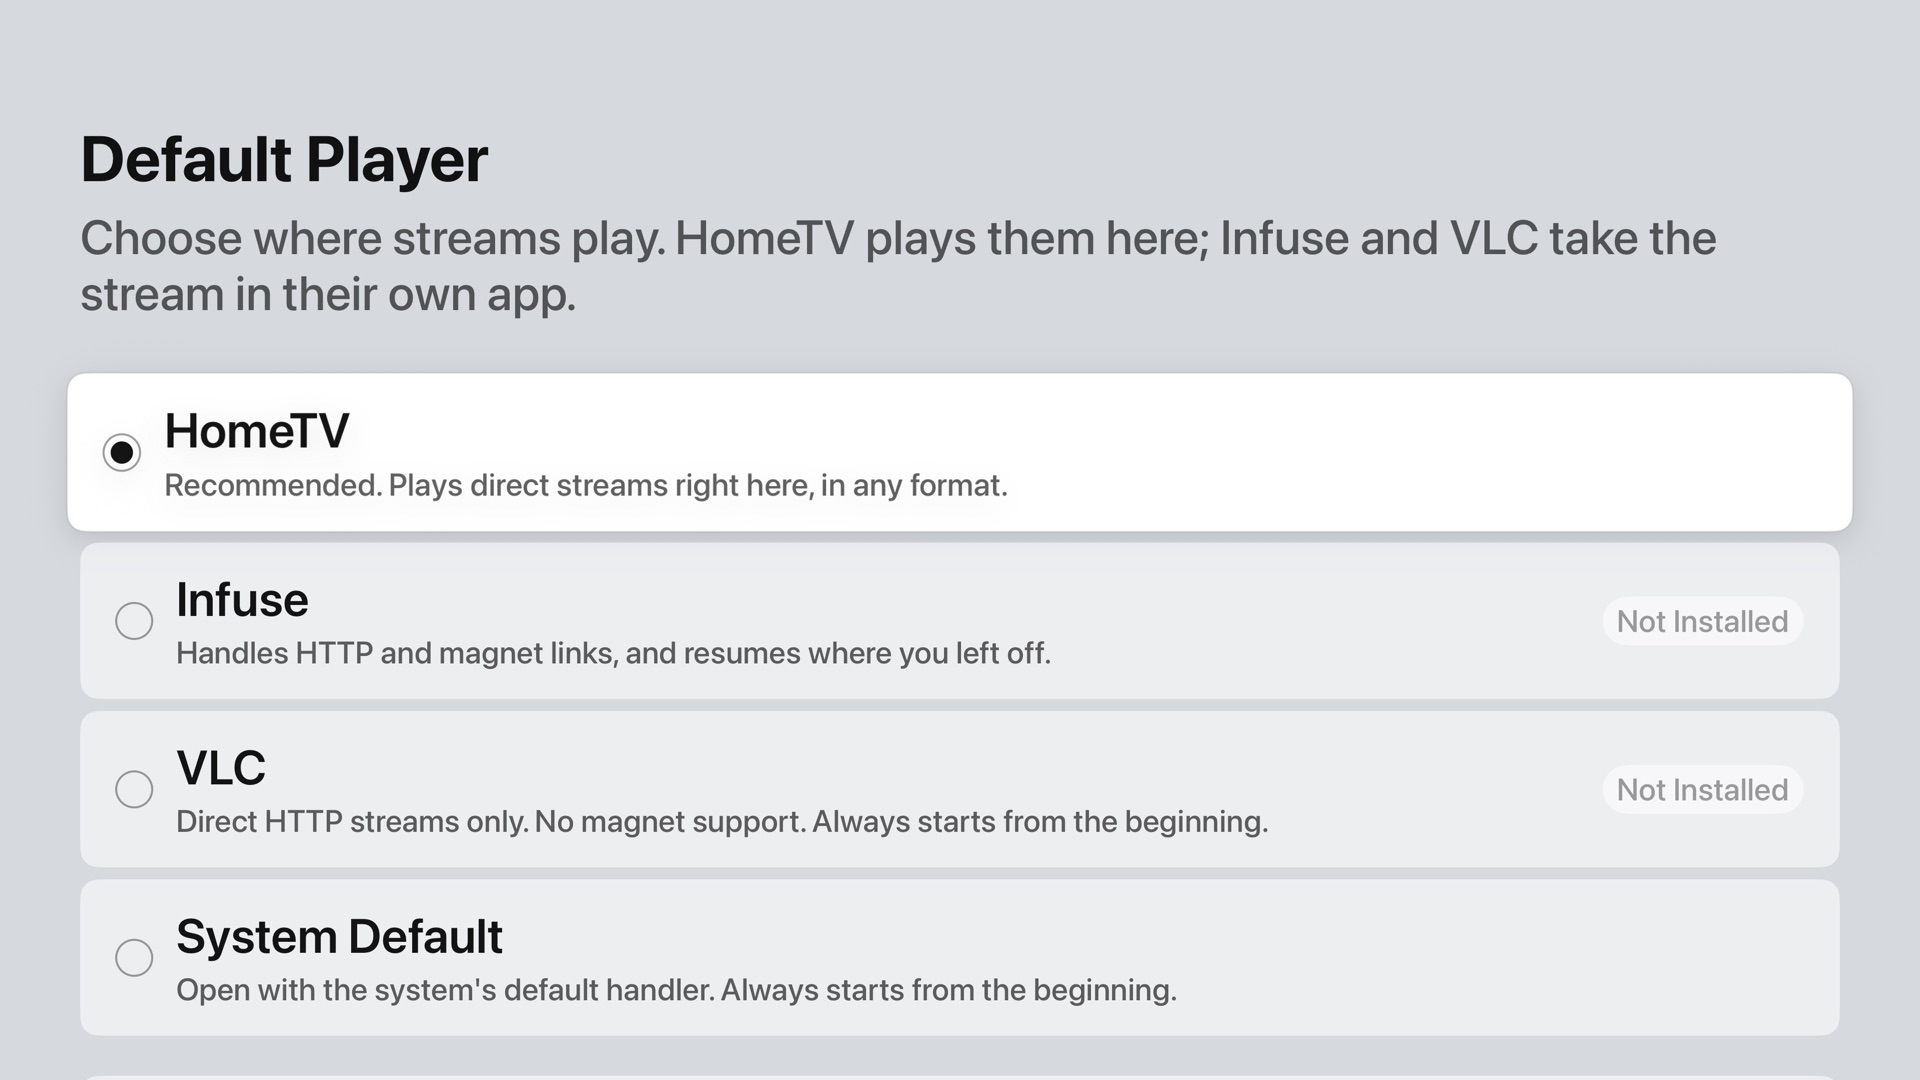 Default Player
Choose where streams play. HomeTV plays them here; Infuse and VLC take the
stream in their own app.
HomeTV
Recommended. Plays direct streams right here, in any format.
Infuse
Handles HTTP and magnet links, and resumes where you left off.
Not Installed
VLC
Direct HTTP streams only. No magnet support. Always starts from the beginning.
Not Installed
System Default
Open with the system's default handler. Always starts from the beginning.